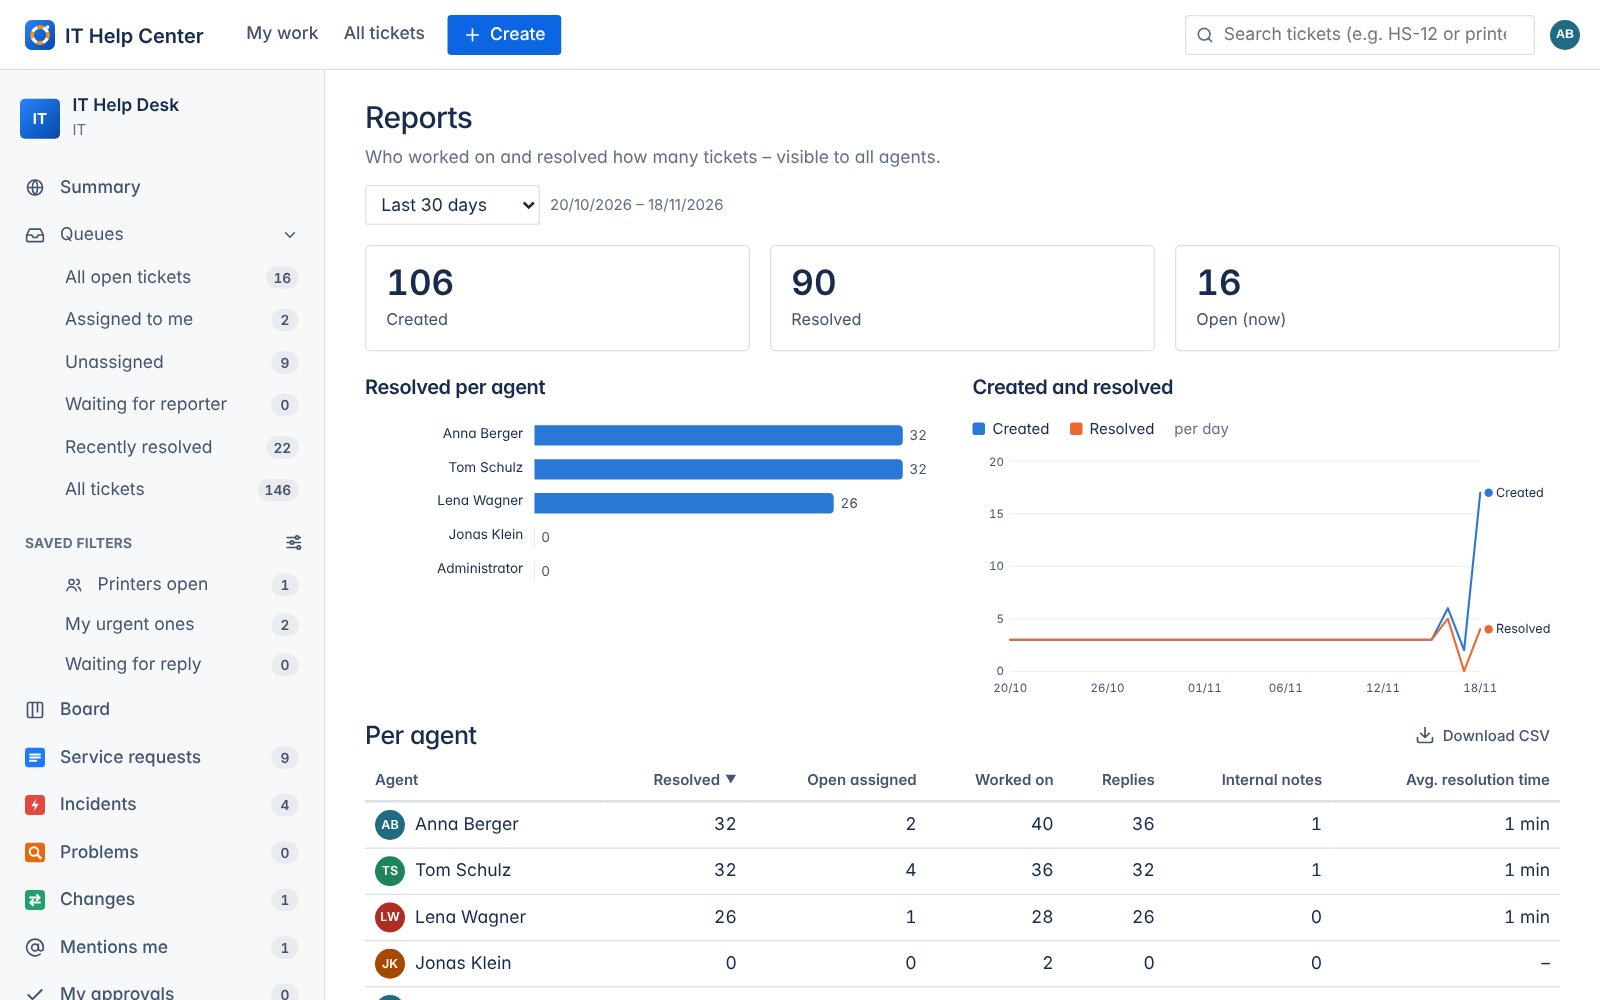 IT Help Center
My work
All tickets
Create
Search tickets (e.g. HS-12 or print
AB
IT
IT Help Desk
IT
Summary
Queues
All open tickets 16
Assigned to me 2
Unassigned 9
Waiting for reporter 0
Recently resolved 22
All tickets 146
SAVED FILTERS
Printers open 1
My urgent ones 2
Waiting for reply 0
Board
Service requests 9
Incidents 4
Problems 0
Changes 1
Mentions me 1
My approvals 0
Reports
Who worked on and resolved how many tickets – visible to all agents.
Last 30 days 20/10/2026 – 18/11/2026
106
Created
90
Resolved
16
Open (now)
Resolved per agent
Anna Berger 32
Tom Schulz 32
Lena Wagner 26
Jonas Klein 0
Administrator 0
Created and resolved
Created Resolved per day
20
15
10
5
0
20/10 26/10 01/11 06/11 12/11 18/11
Created
Resolved
Per agent
Download CSV
Agent Resolved ▼ Open assigned Worked on Replies Internal notes Avg. resolution time
AB Anna Berger 32 2 40 36 1 1 min
TS Tom Schulz 32 4 36 32 1 1 min
LW Lena Wagner 26 1 28 26 0 1 min
JK Jonas Klein 0 0 2 0 0 –